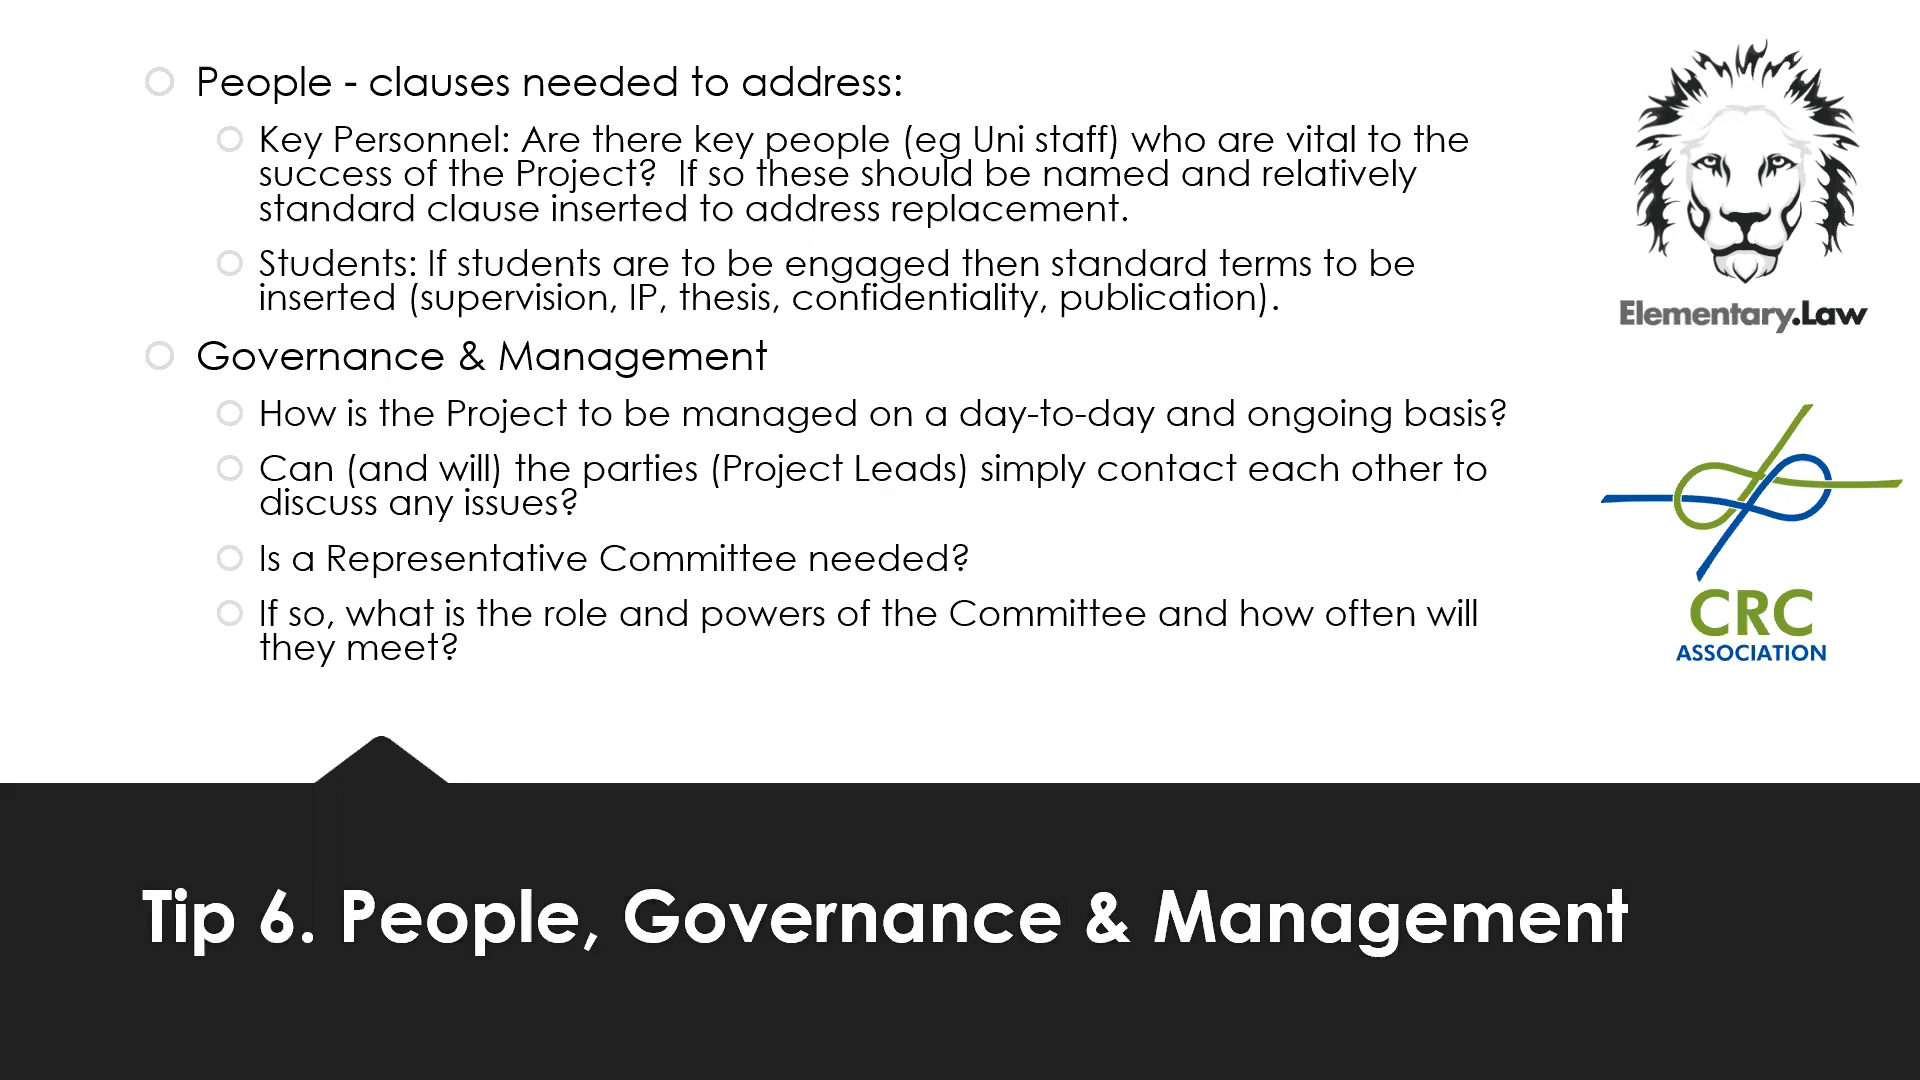 People - clauses needed to address:
Key Personnel: Are there key people (eg Uni staff) who are vital to the
success of the Project?  If so these should be named and relatively
standard clause inserted to address replacement.
Students: If students are to be engaged then standard terms to be
inserted (supervision, IP, thesis, confidentiality, publication).
Governance & Management
How is the Project to be managed on a day-to-day and ongoing basis?
Can (and will) the parties (Project Leads) simply contact each other to
discuss any issues?
Is a Representative Committee needed?
If so, what is the role and powers of the Committee and how often will
they meet?
Elementary.Law
CRC
ASSOCIATION
Tip 6. People, Governance & Management